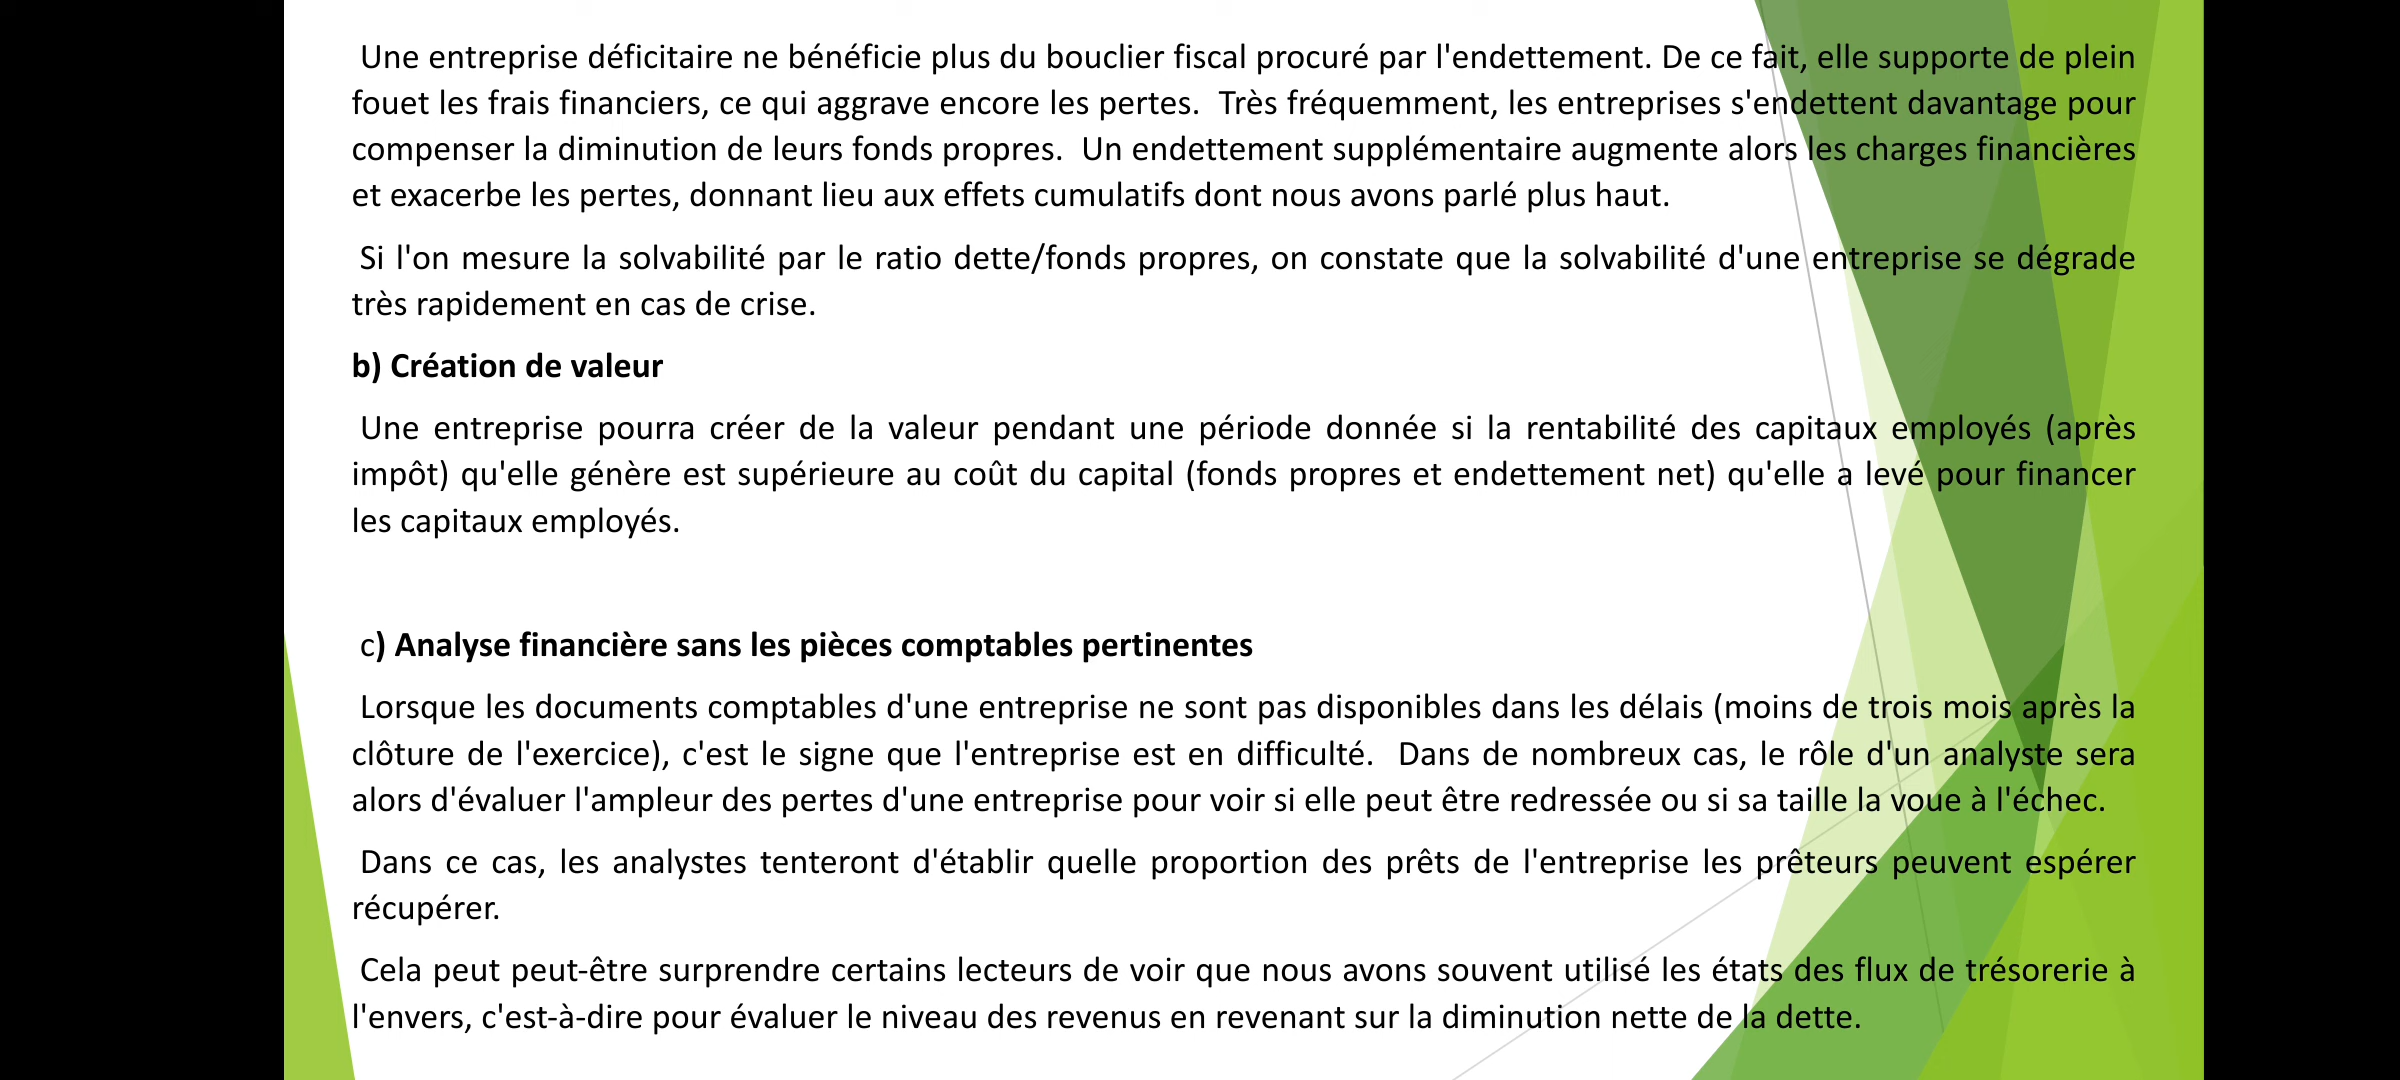 Une entreprise déficitaire ne bénéficie plus du bouclier fiscal procuré par l'endettement. De ce fait, elle supporte de plein
fouet les frais financiers, ce qui aggrave encore les pertes.  Très fréquemment, les entreprises s'endettent davantage pour
compenser la diminution de leurs fonds propres.  Un endettement supplémentaire augmente alors les charges financières
et exacerbe les pertes, donnant lieu aux effets cumulatifs dont nous avons parlé plus haut.
Si l'on mesure la solvabilité par le ratio dette/fonds propres, on constate que la solvabilité d'une entreprise se dégrade
très rapidement en cas de crise.
b) Création de valeur
Une entreprise pourra créer de la valeur pendant une période donnée si la rentabilité des capitaux employés (après
impôt) qu'elle génère est supérieure au coût du capital (fonds propres et endettement net) qu'elle a levé pour financer
les capitaux employés.
c) Analyse financière sans les pièces comptables pertinentes
Lorsque les documents comptables d'une entreprise ne sont pas disponibles dans les délais (moins de trois mois après la
clôture de l'exercice), c'est le signe que l'entreprise est en difficulté.  Dans de nombreux cas, le rôle d'un analyste sera
alors d'évaluer l'ampleur des pertes d'une entreprise pour voir si elle peut être redressée ou si sa taille la voue à l'échec.
Dans ce cas, les analystes tenteront d'établir quelle proportion des prêts de l'entreprise les prêteurs peuvent espérer
récupérer.
Cela peut peut-être surprendre certains lecteurs de voir que nous avons souvent utilisé les états des flux de trésorerie à
l'envers, c'est-à-dire pour évaluer le niveau des revenus en revenant sur la diminution nette de la dette.